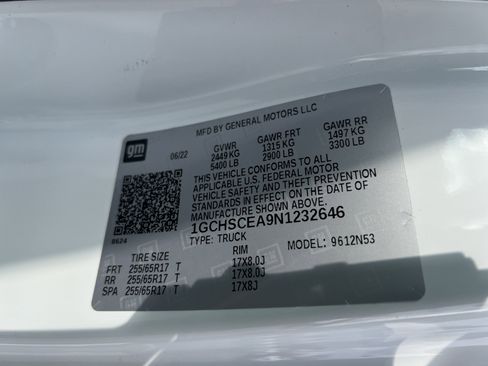 MFD BY GENERAL MOTORS LLC
gm 06/22 GVWR GAWR FRT GAWR RR
2449 KG 1315 KG 1497 KG
5400 LB 2900 LB 3300 LB
THIS VEHICLE CONFORMS TO ALL
APPLICABLE U.S. FEDERAL MOTOR
VEHICLE SAFETY AND THEFT PREVENTION
STANDARDS IN EFFECT ON THE DATE OF
MANUFACTURE SHOWN ABOVE.
1GCHSCEA9N1232646
8624 TYPE: TRUCK MODEL: 9612N53
TIRE SIZE RIM
FRT 255/65R17 T 17X8.0J
RR 255/65R17 T 17X8.0J
SPA 255/65R17 T 17X8J